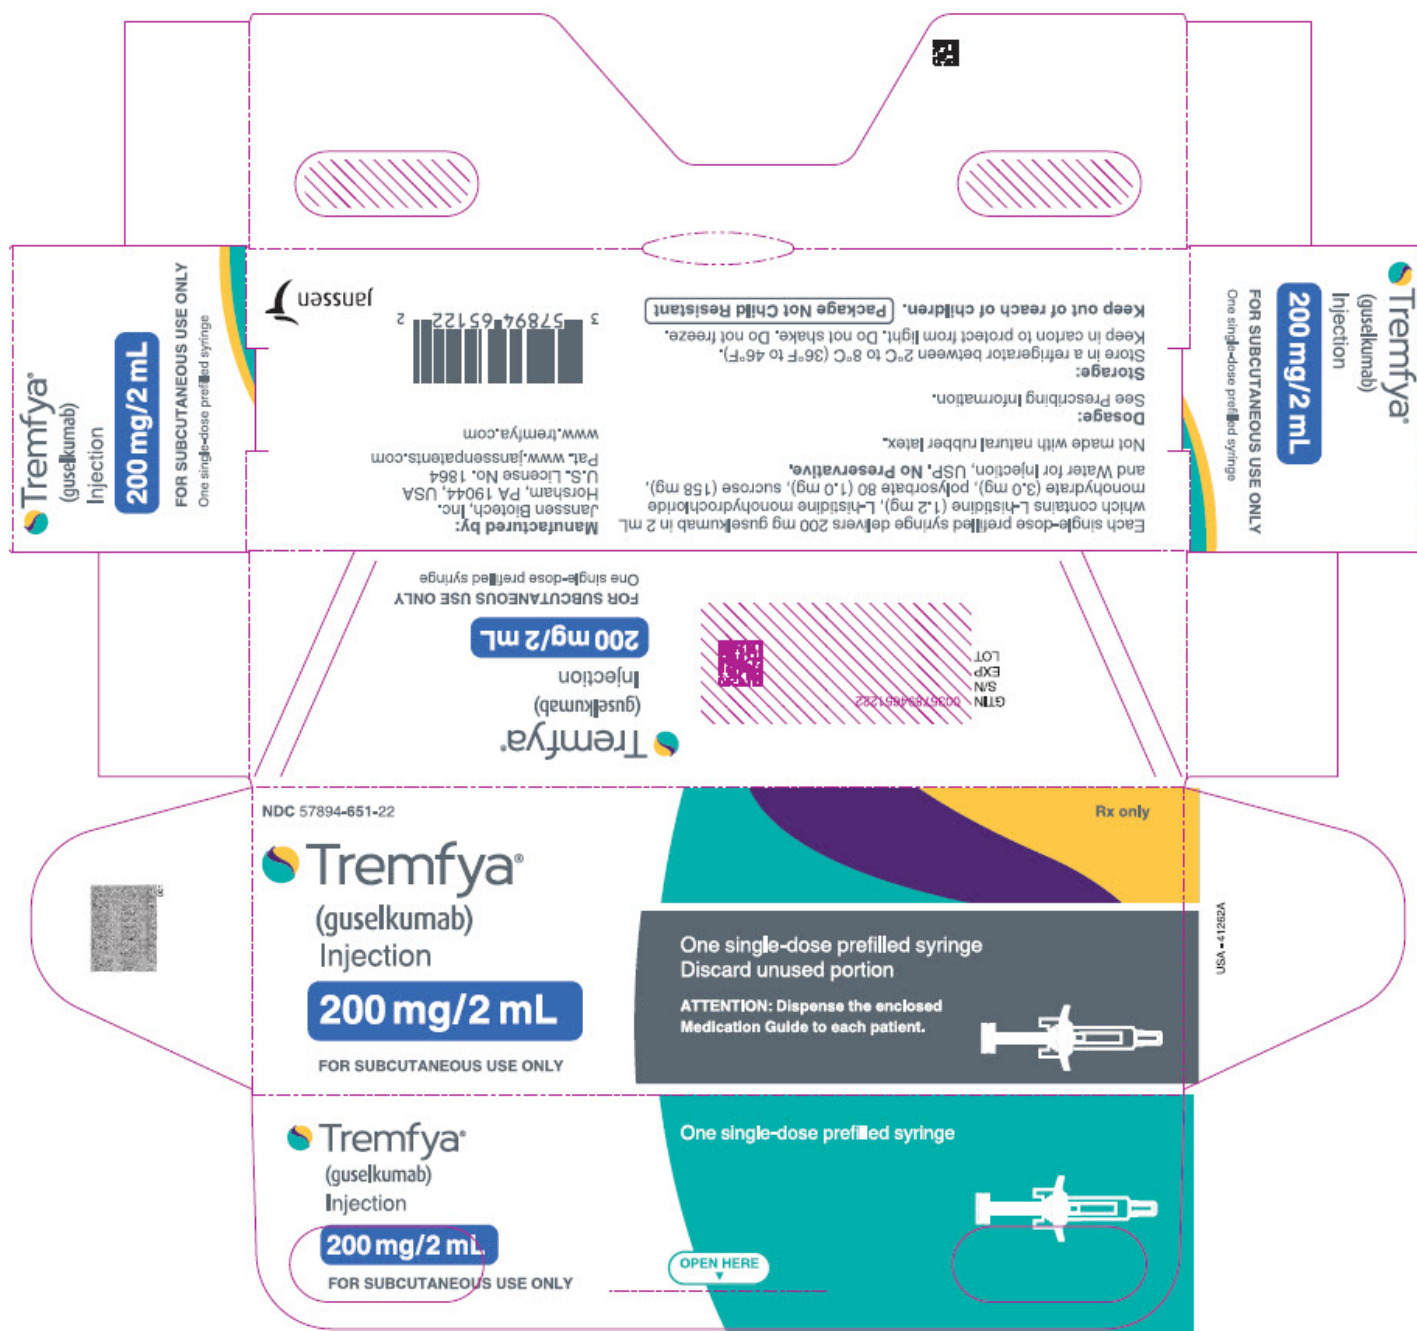 Tremfya®
(guselkumab)
Injection
200 mg/2 mL
FOR SUBCUTANEOUS USE ONLY
One single-dose prefilled syringe
Each single-dose prefilled syringe delivers 200 mg guselkumab in 2 mL
which contains L-histidine (1.2 mg), L-histidine monohydrochloride
monohydrate (3.0 mg), polysorbate 80 (1.0 mg), sucrose (158 mg),
and Water for Injection, USP. No Preservative.
Not made with natural rubber latex.
Dosage:
See Prescribing Information.
Storage:
Store in a refrigerator between 2°C to 8°C (36°F to 46°F).
Keep in carton to protect from light. Do not shake. Do not freeze.
Keep out of reach of children. Package Not Child Resistant
Manufactured by:
Janssen Biotech, Inc.
Horsham, PA 19044, USA
U.S. License No. 1864
Pat. www.janssenpatents.com
www.tremfya.com
3 57894-65122 2
janssen
Tremfya®
(guselkumab)
Injection
200 mg/2 mL
FOR SUBCUTANEOUS USE ONLY
One single-dose prefilled syringe
Tremfya®
(guselkumab)
Injection
200 mg/2 mL
FOR SUBCUTANEOUS USE ONLY
One single-dose prefilled syringe
GTIN 00357894651222
S/N
EXP
LOT
NDC 57894-651-22
Rx only
Tremfya®
(guselkumab)
Injection
200 mg/2 mL
FOR SUBCUTANEOUS USE ONLY
One single-dose prefilled syringe
Discard unused portion
ATTENTION: Dispense the enclosed
Medication Guide to each patient.
USA-41262A
Tremfya®
(guselkumab)
Injection
200 mg/2 mL
FOR SUBCUTANEOUS USE ONLY
One single-dose prefilled syringe
OPEN HERE